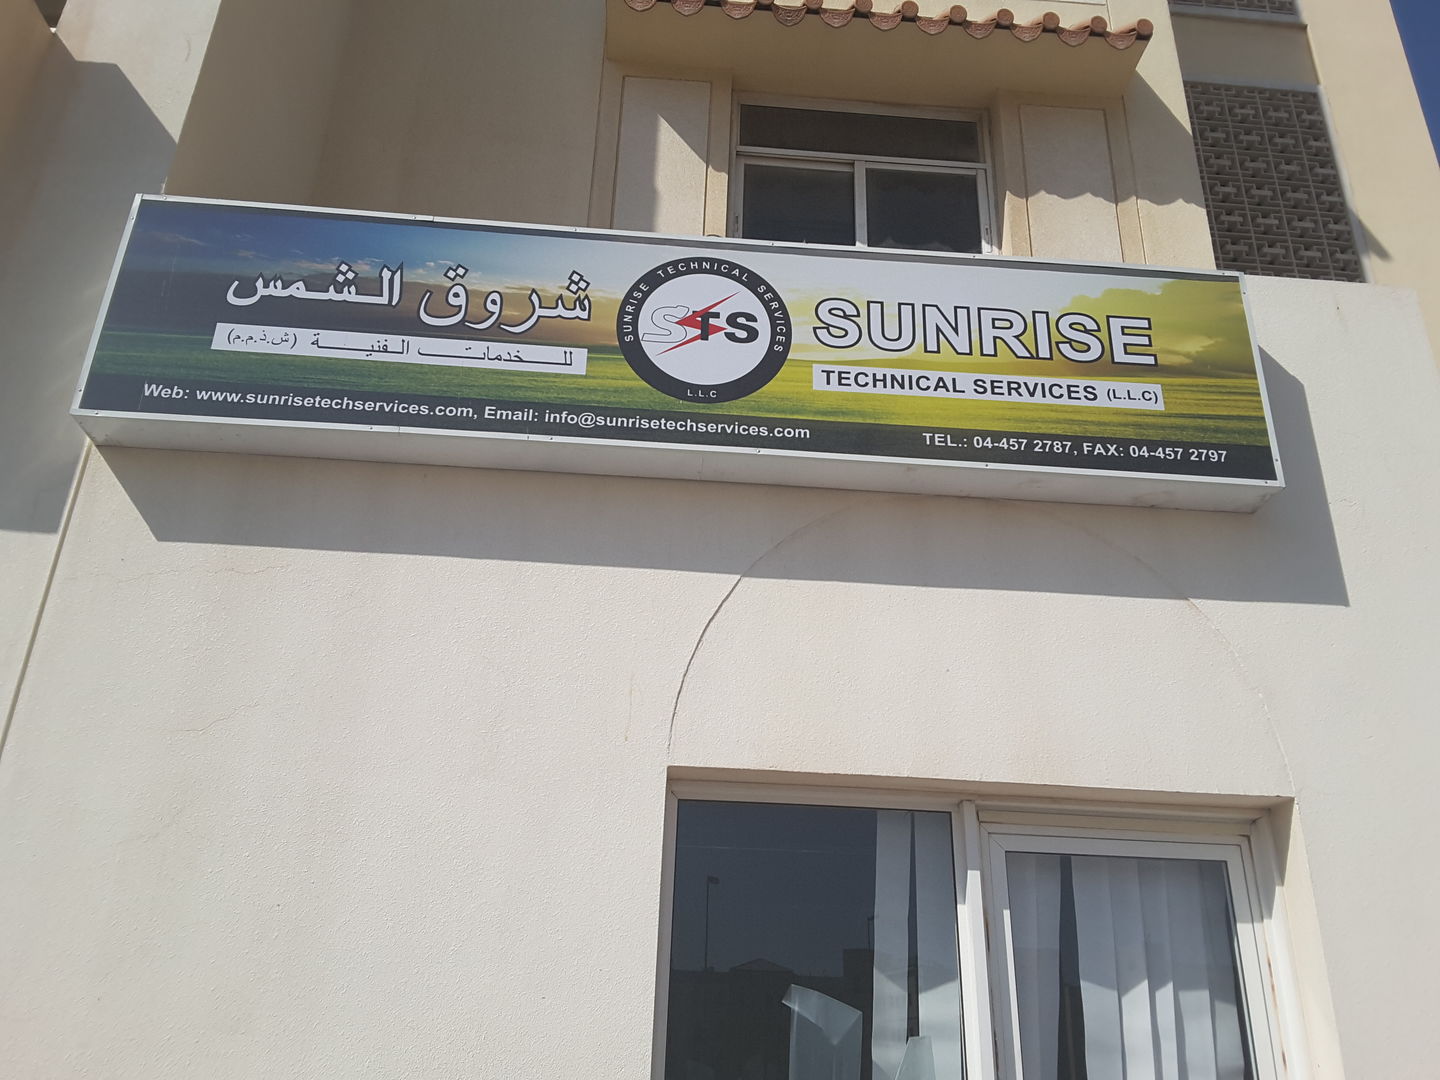 شروق الشمس
للخدمات الفنية (ش.ذ.م.م)
SUNRISE TECHNICAL SERVICES
STS
L.L.C
SUNRISE
TECHNICAL SERVICES (L.L.C)
Web: www.sunrisetechservices.com, Email: info@sunrisetechservices.com
TEL.: 04-457 2787, FAX: 04-457 2797